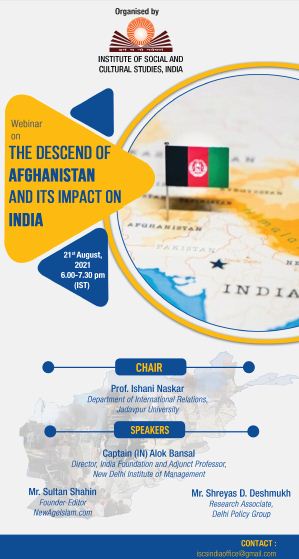 Organised by
INSTITUTE OF SOCIAL AND
CULTURAL STUDIES, INDIA
Webinar
on
THE DESCEND OF
AFGHANISTAN
AND ITS IMPACT ON
INDIA
21st August,
2021
6.00-7.30 pm
(IST)
AFGHANISTAN
PAKISTAN
INDIA
CHAIR
Prof. Ishani Naskar
Department of International Relations,
Jadavpur University
SPEAKERS
Captain (IN) Alok Bansal
Director, India Foundation and Adjunct Professor,
New Delhi Institute of Management
Mr. Sultan Shahin
Founder-Editor
NewAgeIslam.com
Mr. Shreyas D. Deshmukh
Research Associate,
Delhi Policy Group
CONTACT :
iscsindiaoffice@gmail.com